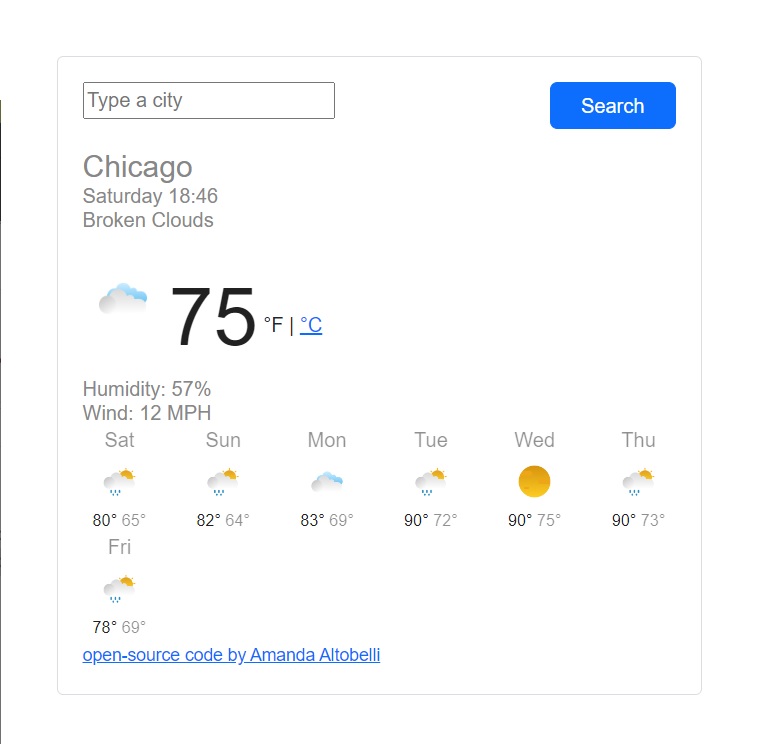 Type a city Search
Chicago
Saturday 18:46
Broken Clouds
75 °F | °C
Humidity: 57%
Wind: 12 MPH
Sat Sun Mon Tue Wed Thu
80° 65° 82° 64° 83° 69° 90° 72° 90° 75° 90° 73°
Fri
78° 69°
open-source code by Amanda Altobelli